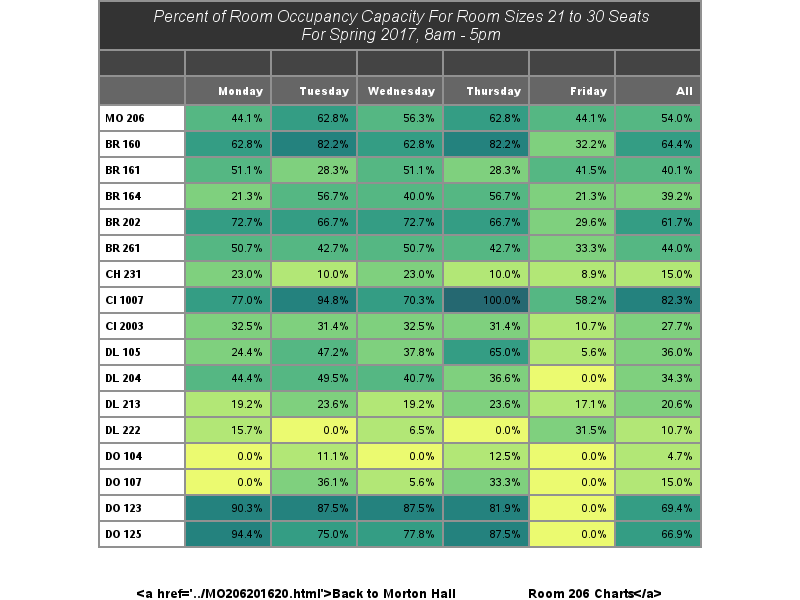 Percent of Room Occupancy Capacity For Room Sizes 21 to 30 Seats
For Spring 2017, 8am - 5pm
Monday Tuesday Wednesday Thursday Friday All
MO 206 44.1% 62.8% 56.3% 62.8% 44.1% 54.0%
BR 160 62.8% 82.2% 62.8% 82.2% 32.2% 64.4%
BR 161 51.1% 28.3% 51.1% 28.3% 41.5% 40.1%
BR 164 21.3% 56.7% 40.0% 56.7% 21.3% 39.2%
BR 202 72.7% 66.7% 72.7% 66.7% 29.6% 61.7%
BR 261 50.7% 42.7% 50.7% 42.7% 33.3% 44.0%
CH 231 23.0% 10.0% 23.0% 10.0% 8.9% 15.0%
CI 1007 77.0% 94.8% 70.3% 100.0% 58.2% 82.3%
CI 2003 32.5% 31.4% 32.5% 31.4% 10.7% 27.7%
DL 105 24.4% 47.2% 37.8% 65.0% 5.6% 36.0%
DL 204 44.4% 49.5% 40.7% 36.6% 0.0% 34.3%
DL 213 19.2% 23.6% 19.2% 23.6% 17.1% 20.6%
DL 222 15.7% 0.0% 6.5% 0.0% 31.5% 10.7%
DO 104 0.0% 11.1% 0.0% 12.5% 0.0% 4.7%
DO 107 0.0% 36.1% 5.6% 33.3% 0.0% 15.0%
DO 123 90.3% 87.5% 87.5% 81.9% 0.0% 69.4%
DO 125 94.4% 75.0% 77.8% 87.5% 0.0% 66.9%
<a href='../MO206201620.html'>Back to Morton Hall Room 206 Charts</a>